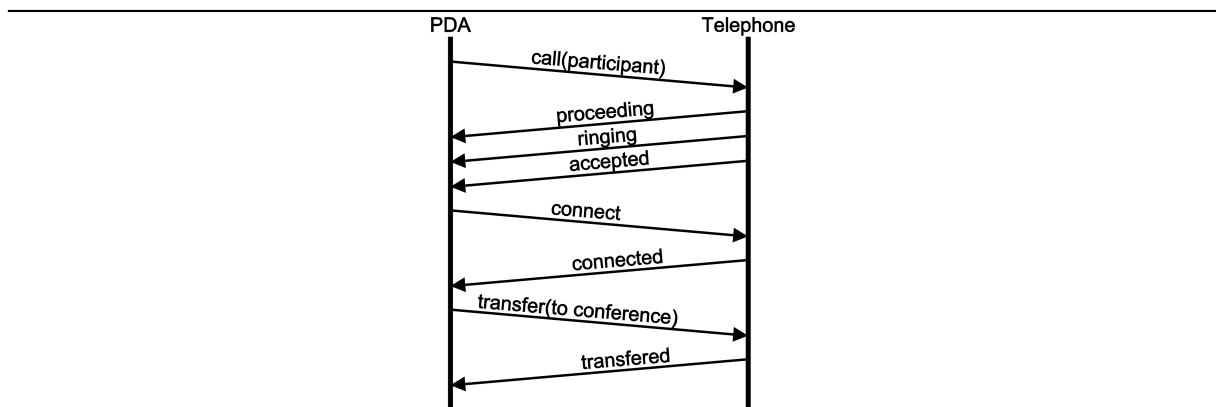 PDA Telephone
call(participant)
proceeding
ringing
accepted
connect
connected
transfer(to conference)
transfered